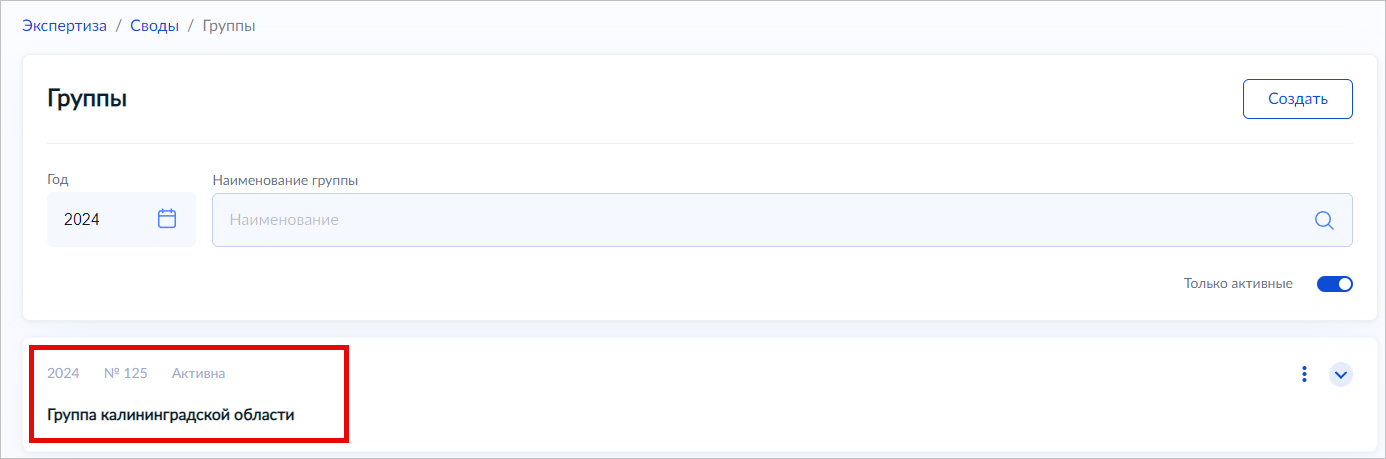 Экспертиза / Своды / Группы
Группы
Создать
Год
Наименование группы
2024
Наименование
Только активные
2024 № 125 Активна
Группа калининградской области